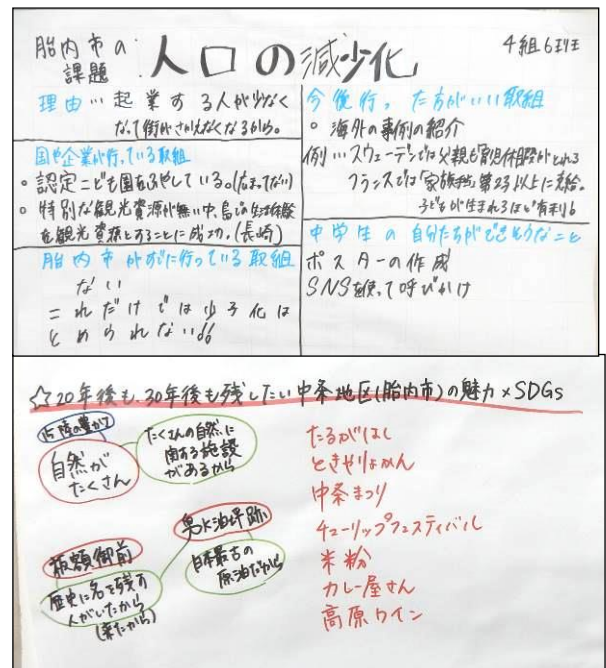 胎内市の
課題
人口の減少化
4組6班
理由…起業する人が少なく
なって街がさかえなくなるから。
国や企業が行っている取組
。認定こども園をふやしている。(広まってない)
。特別な観光資源が無い中、島での生活体験
を観光資源とすることに成功。(長崎)
胎内市がすでに行っている取組
ない
これだけでは少子化は
とめられない!!
今後行った方がいい取組
。海外の事例の紹介
例…スウェーデンでは父親も育児休暇がとれる
フランスでは「家族手当」第2子以上に支給。
子どもが生まれるほど有利
中学生の自分たちができそうなこと
ポスターの作成
SNSを使って呼びかけ
☆20年後も、30年後も残したい中条地区(胎内市)の魅力×SDGs
15 陸の豊かさ
自然が
たくさん
たくさんの自然に
関する施設
があるから
板額御前
歴史に名を残す
人がいたから
(来たから)
黒川油坪跡
日本最古の
原油だから
たるがはし
ときやりょかん
中条まつり
チューリップフェスティバル
米粉
カレー屋さん
高原ワイン